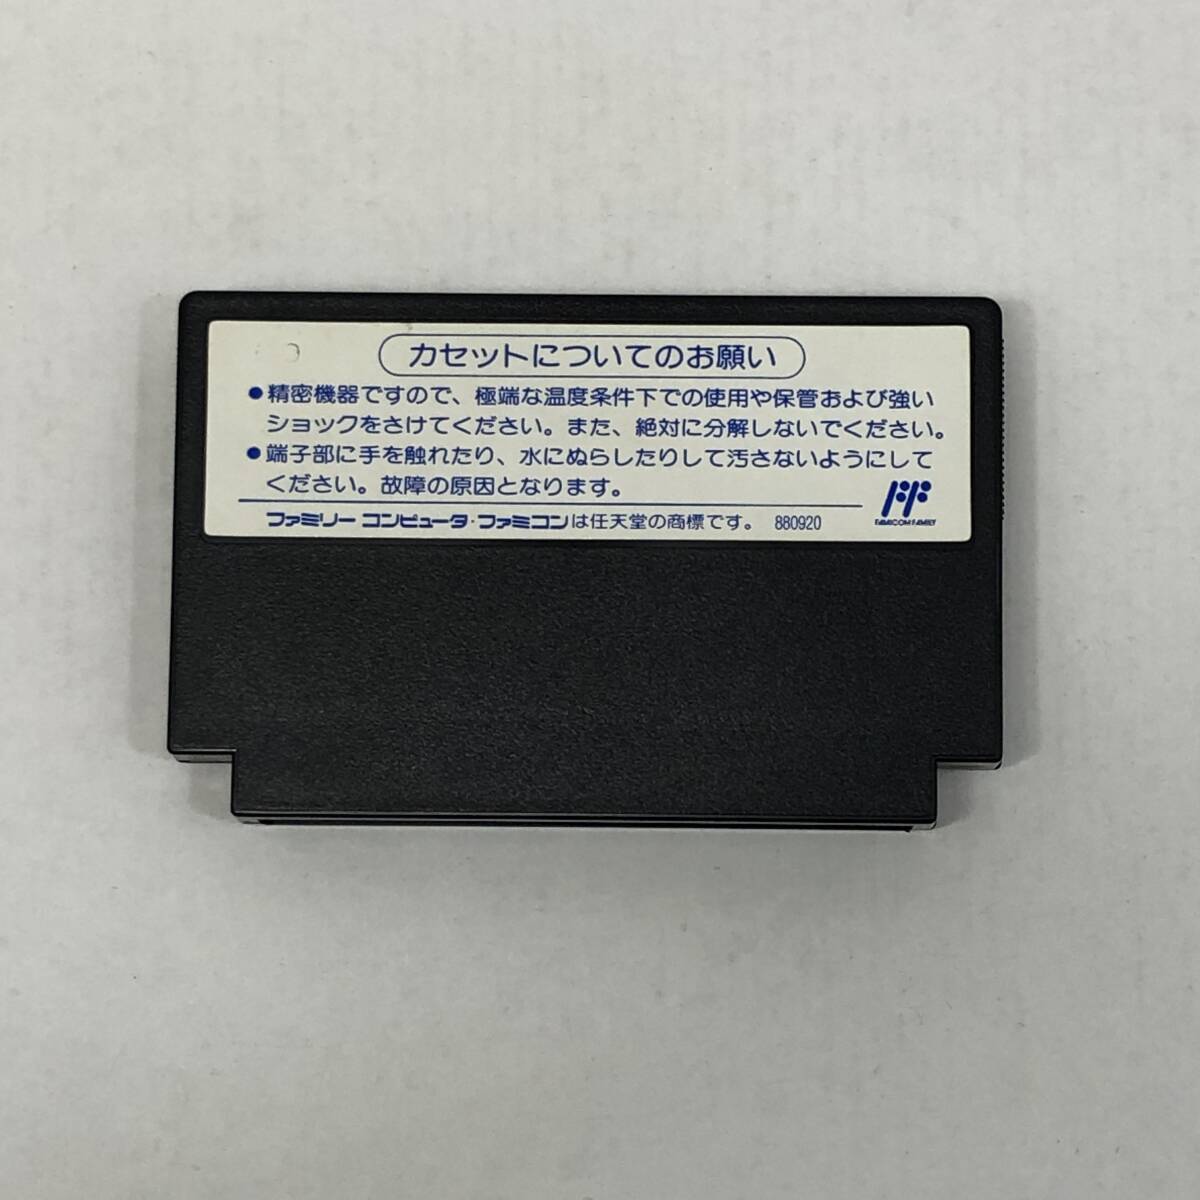 カセットについてのお願い
●精密機器ですので、極端な温度条件下での使用や保管および強い
ショックをさけてください。また、絶対に分解しないでください。
●端子部に手を触れたり、水にぬらしたりして汚さないようにして
ください。故障の原因となります。
ファミリーコンピュータ・ファミコンは任天堂の商標です。 880920
FAMICOM FAMILY